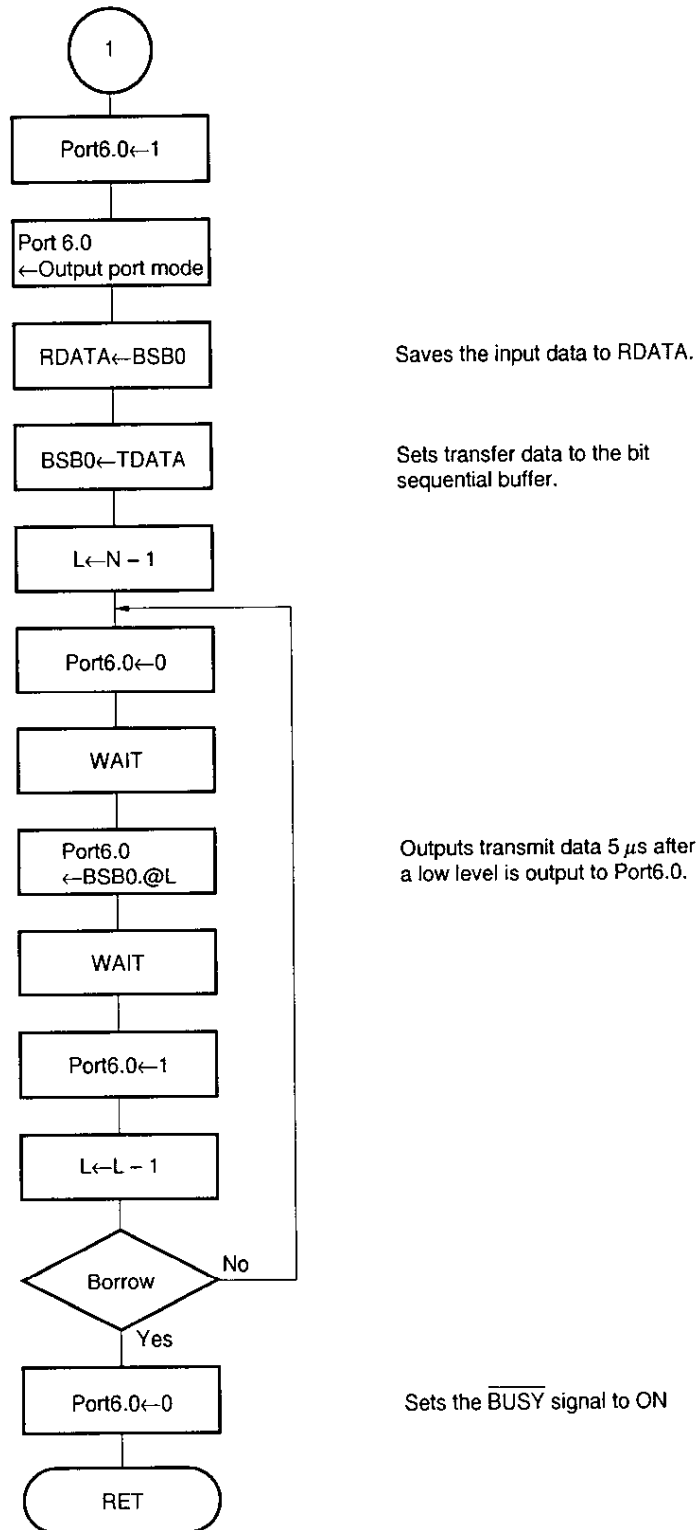 1
Port6.0←1
Port 6.0
←Output port mode
RDATA←BSB0
Saves the input data to RDATA.
BSB0←TDATA
Sets transfer data to the bit
sequential buffer.
L←N – 1
Port6.0←0
WAIT
Port6.0
←BSB0.@L
Outputs transmit data 5 μs after
a low level is output to Port6.0.
WAIT
Port6.0←1
L←L – 1
Borrow
No
Yes
Port6.0←0
Sets the B̅U̅S̅Y̅ signal to ON
RET